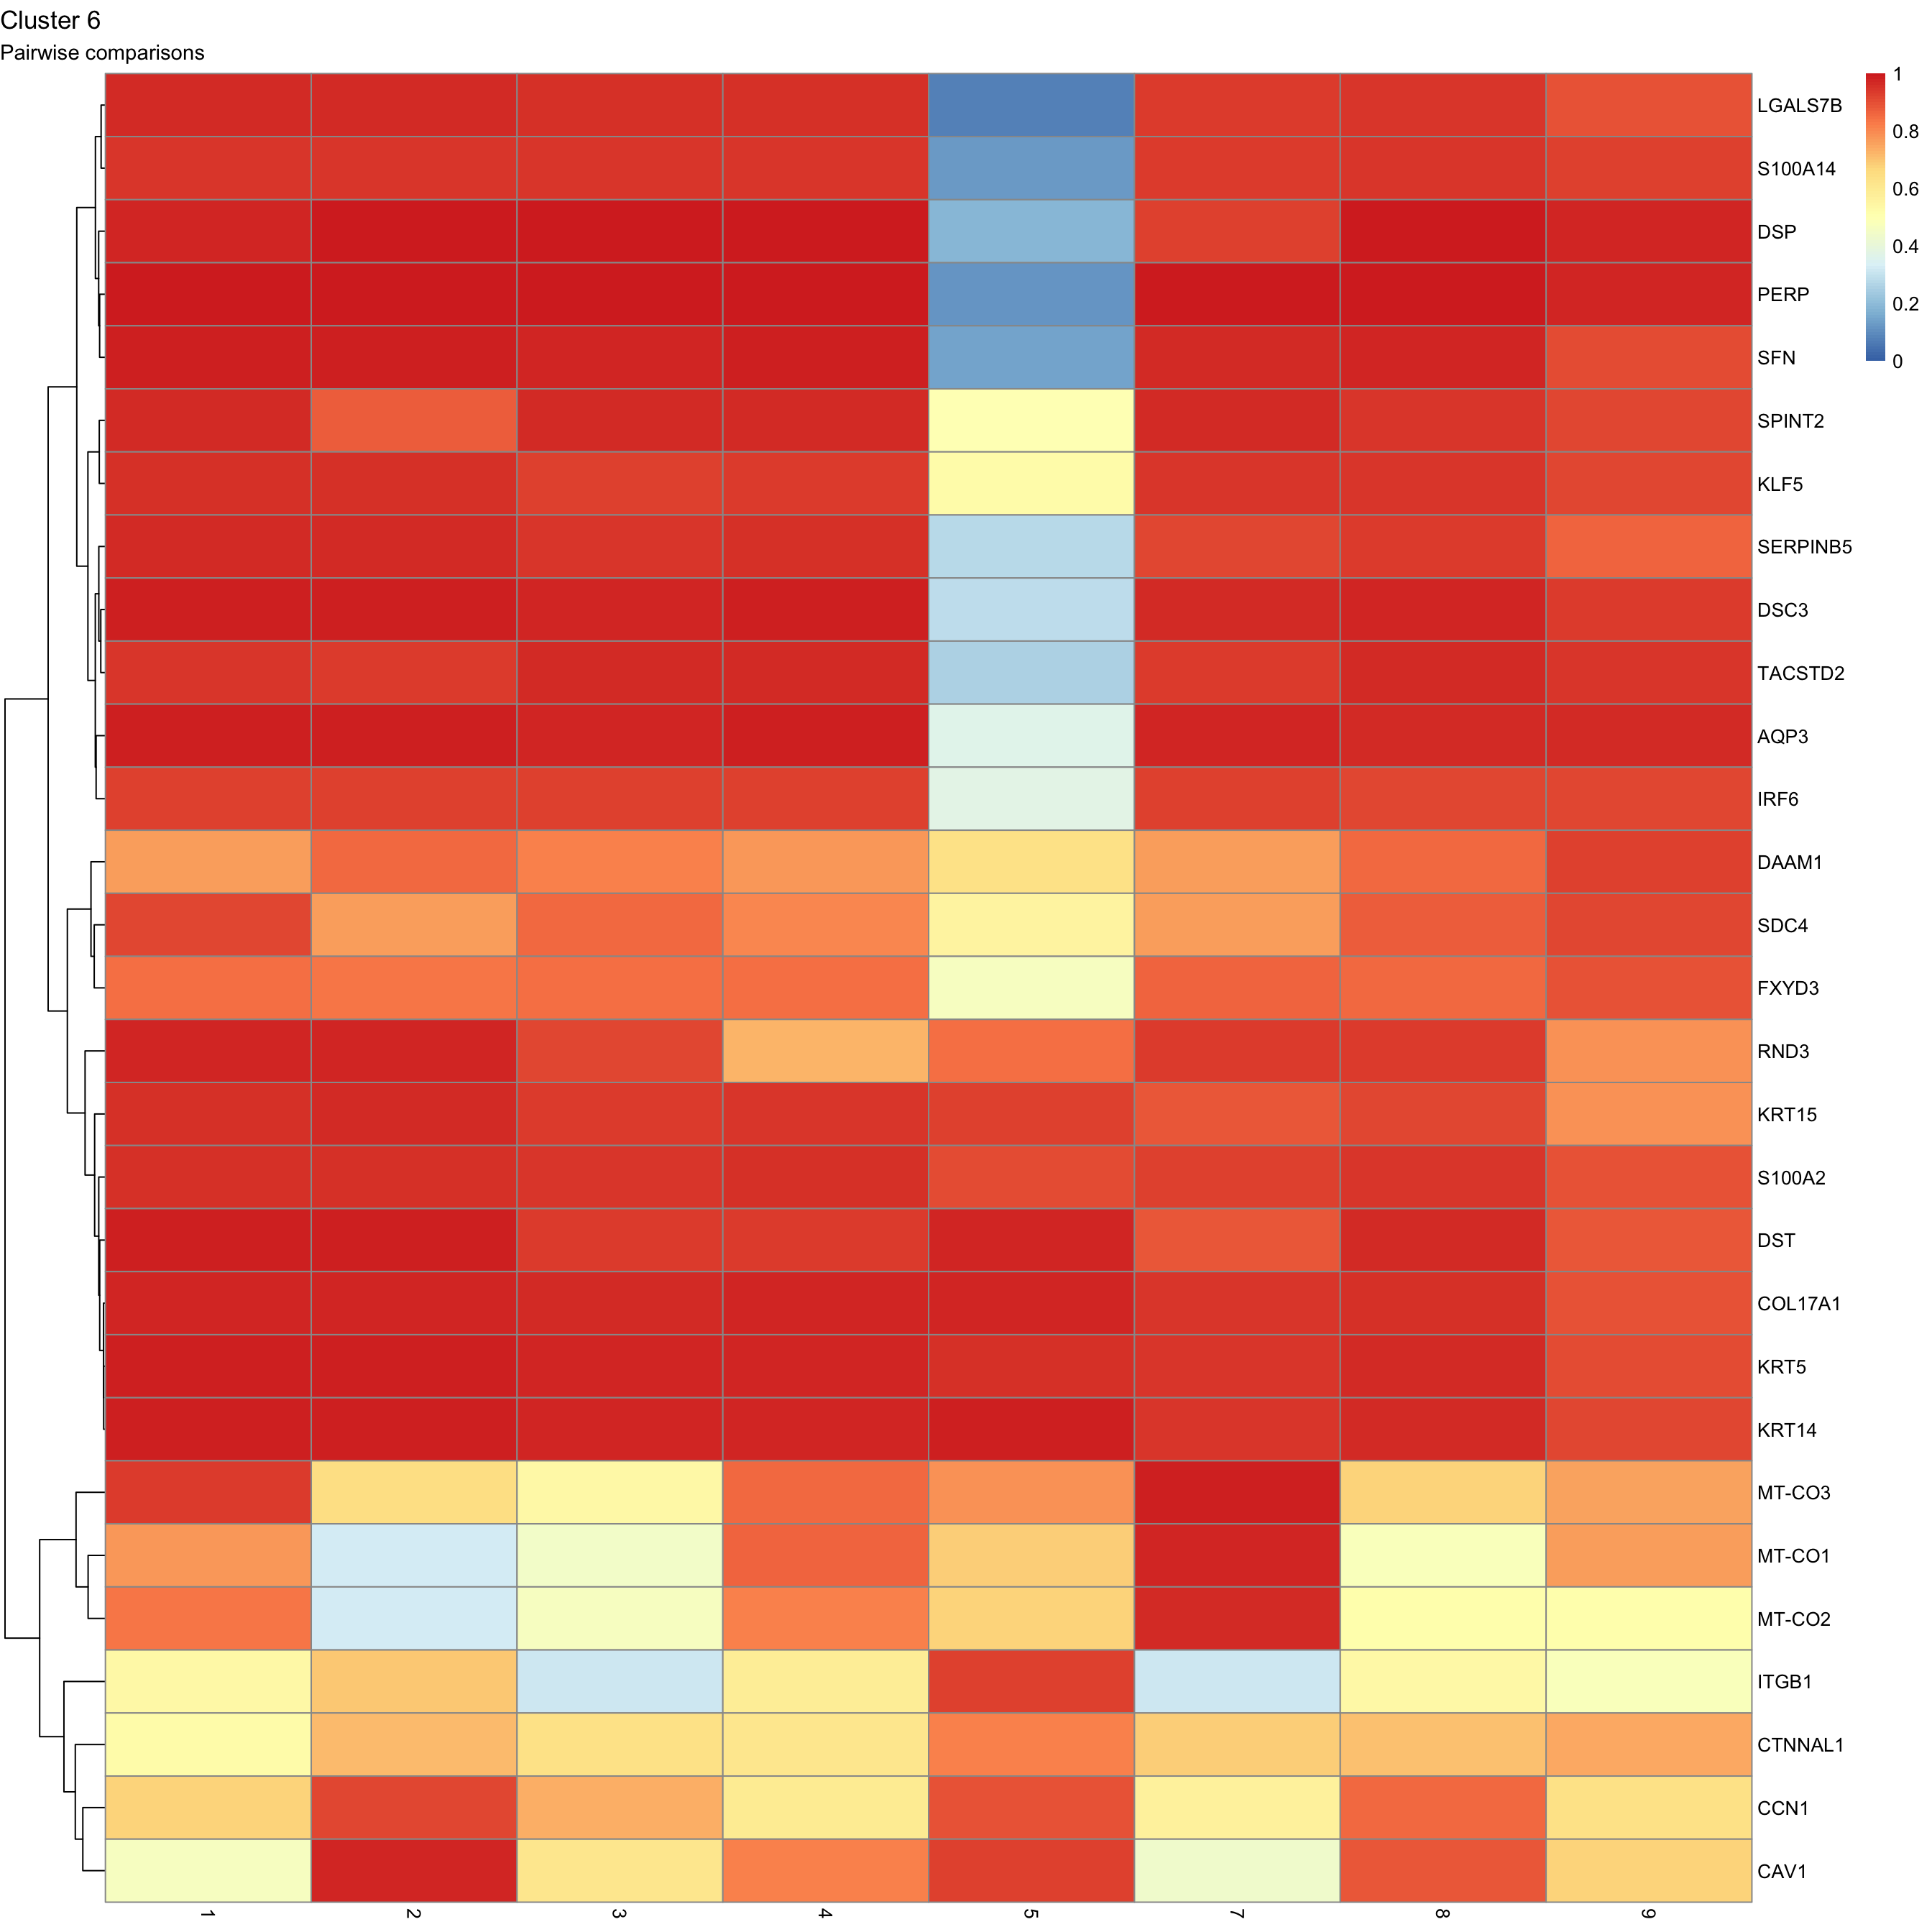 Cluster 6
Pairwise comparisons
1
0.8
0.6
0.4
0.2
0
LGALS7B
S100A14
DSP
PERP
SFN
SPINT2
KLF5
SERPINB5
DSC3
TACSTD2
AQP3
IRF6
DAAM1
SDC4
FXYD3
RND3
KRT15
S100A2
DST
COL17A1
KRT5
KRT14
MT-CO3
MT-CO1
MT-CO2
ITGB1
CTNNAL1
CCN1
CAV1
1 2 3 4 5 7 8 9